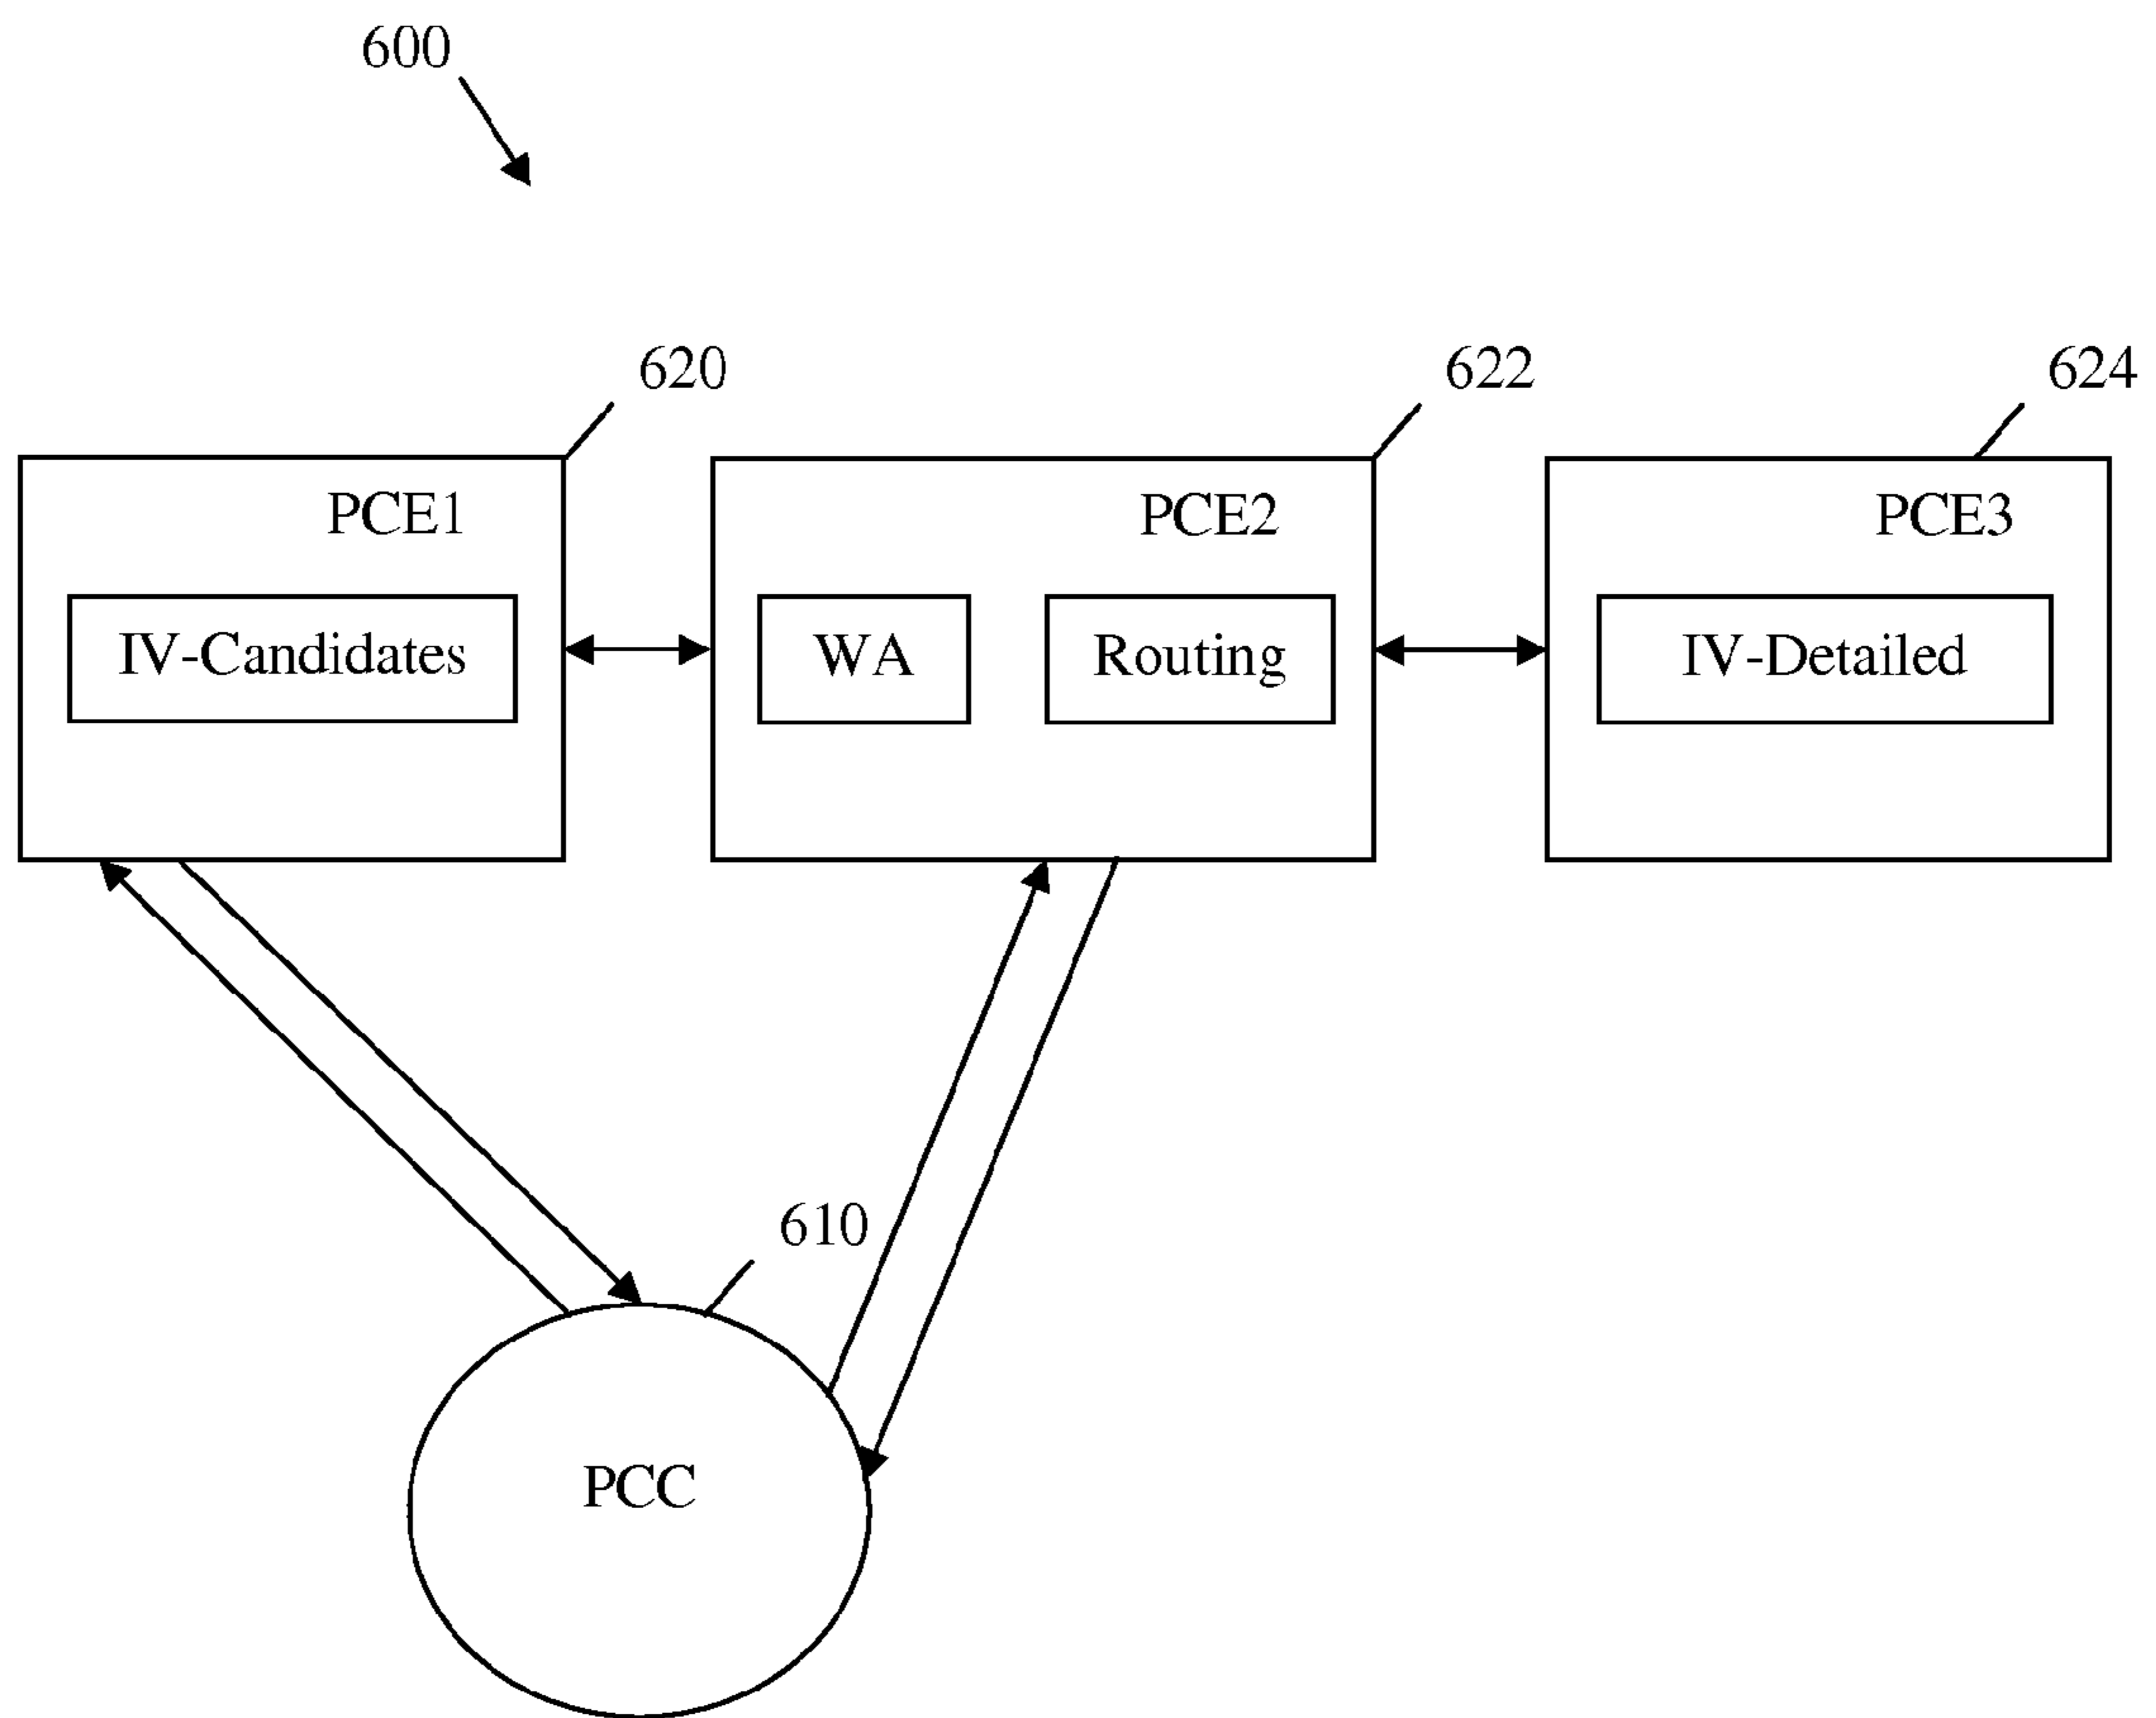 600
620
622
624
PCE1
PCE2
PCE3
IV-Candidates
WA
Routing
IV-Detailed
610
PCC